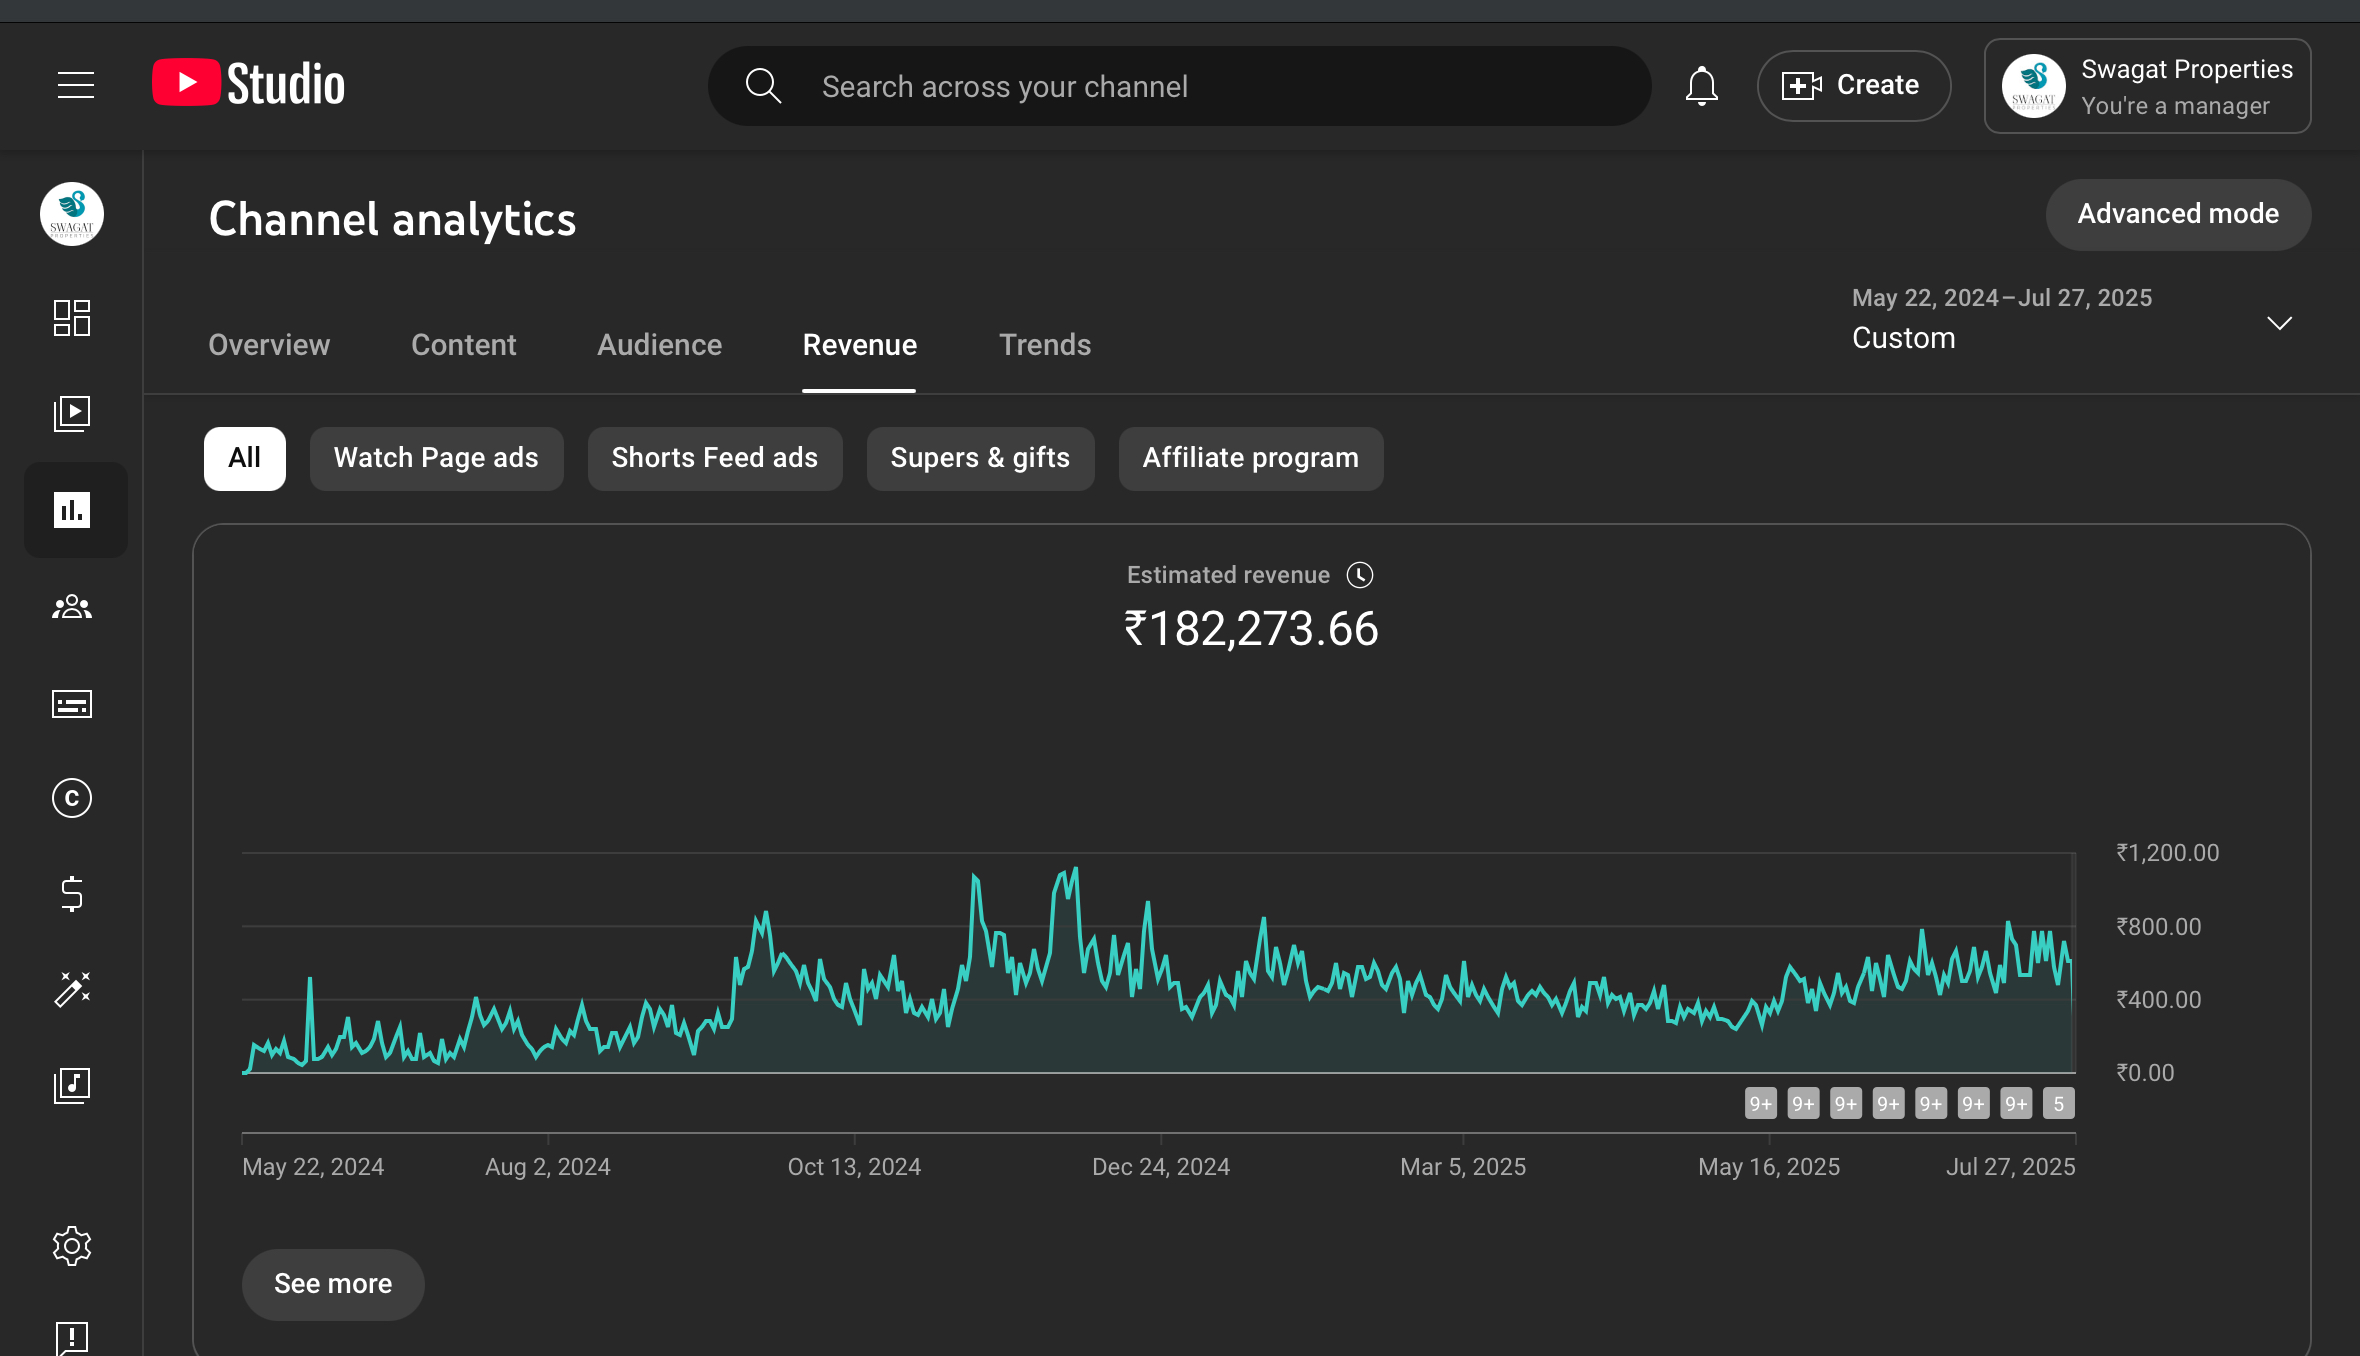 Studio
Search across your channel
Create
Swagat Properties
You're a manager
SWAGAT
PROPERTIES
SWAGAT
PROPERTIES
Channel analytics
Advanced mode
May 22, 2024–Jul 27, 2025
Custom
Overview
Content
Audience
Revenue
Trends
All
Watch Page ads
Shorts Feed ads
Supers & gifts
Affiliate program
Estimated revenue
₹182,273.66
₹1,200.00
₹800.00
₹400.00
₹0.00
9+ 9+ 9+ 9+ 9+ 9+ 9+ 5
May 22, 2024
Aug 2, 2024
Oct 13, 2024
Dec 24, 2024
Mar 5, 2025
May 16, 2025
Jul 27, 2025
See more